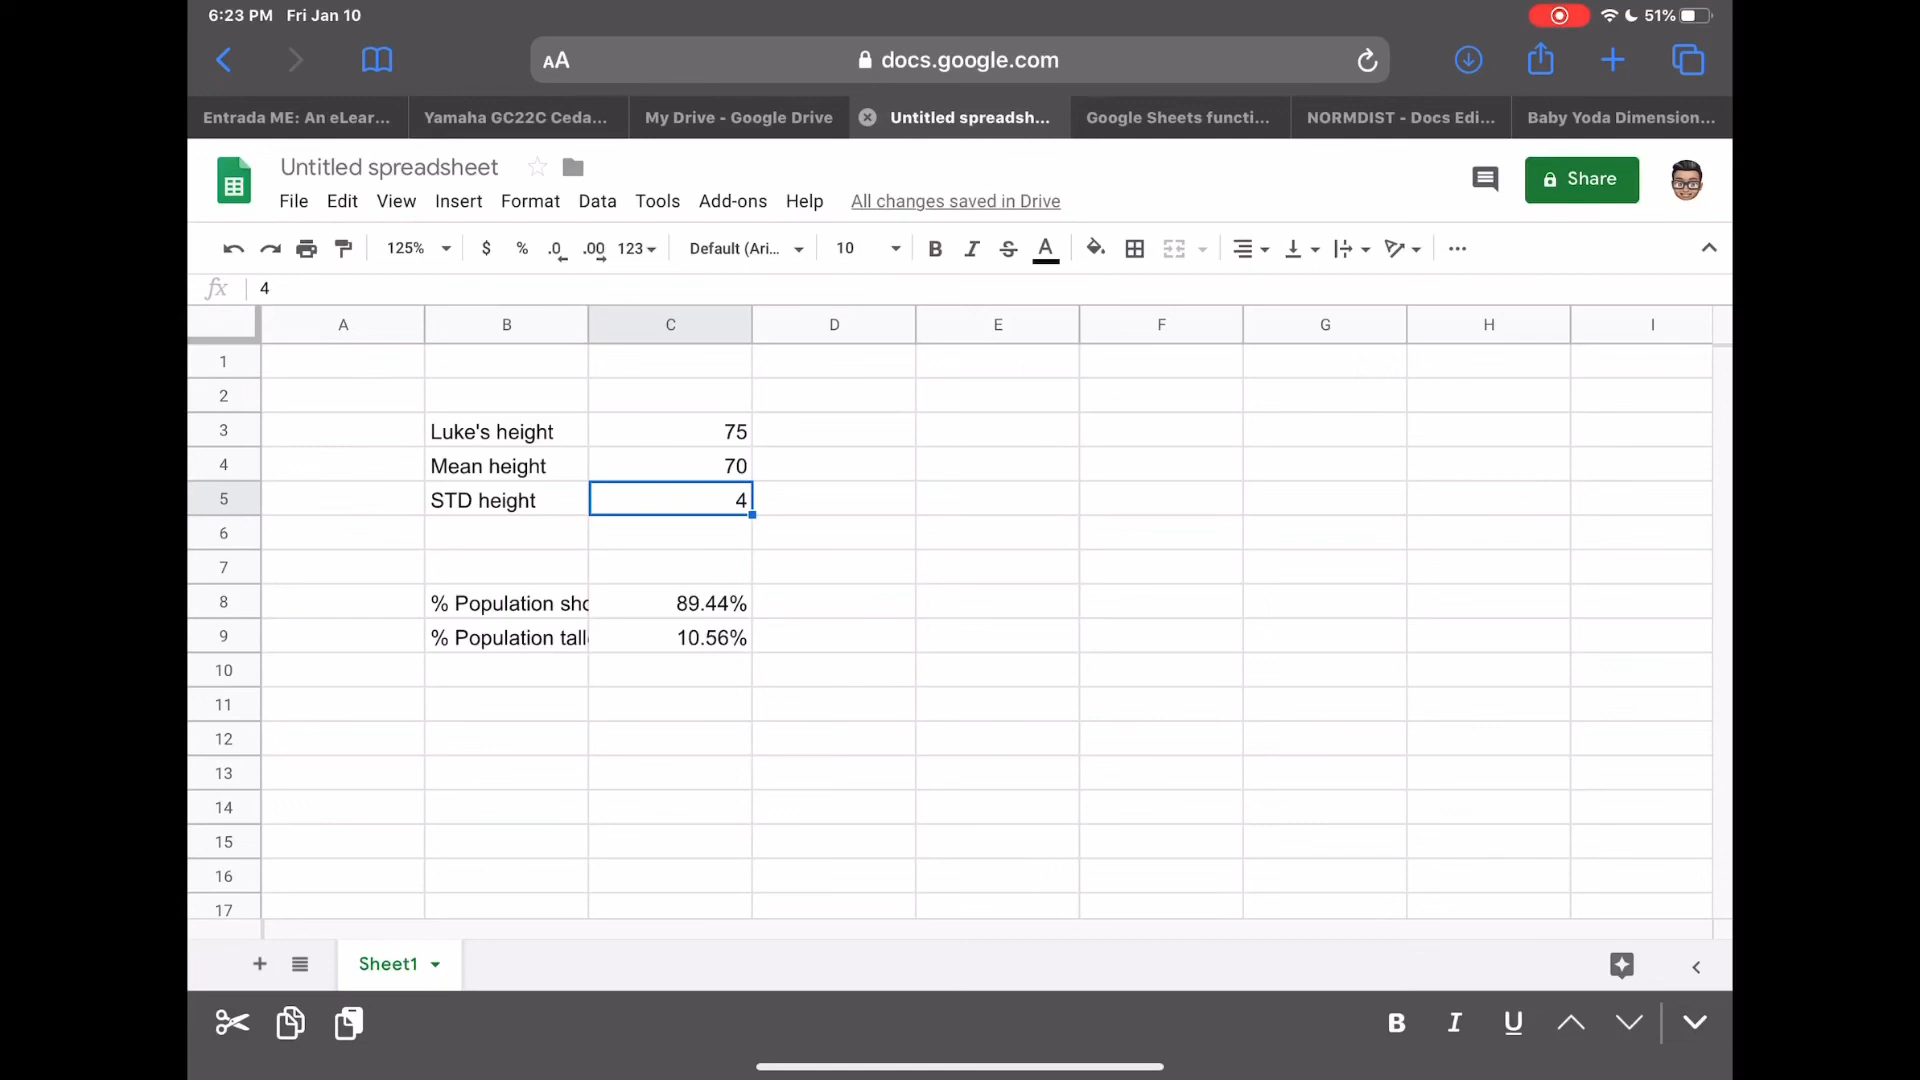 6:23 PM Fri Jan 10
51%
AA docs.google.com
Entrada ME: An eLear...
Yamaha GC22C Ceda...
My Drive - Google Drive
Untitled spreadsh...
Google Sheets functi...
NORMDIST - Docs Edi...
Baby Yoda Dimension...
Untitled spreadsheet
Share
File Edit View Insert Format Data Tools Add-ons Help All changes saved in Drive
125% $ % .0 .00 123 Default (Ari... 10 B I S A
fx 4
A B C D E F G H I
1
2
3 Luke's height 75
4 Mean height 70
5 STD height 4
6
7
8 % Population sho 89.44%
9 % Population tall 10.56%
10
11
12
13
14
15
16
17
+ Sheet1
B I U